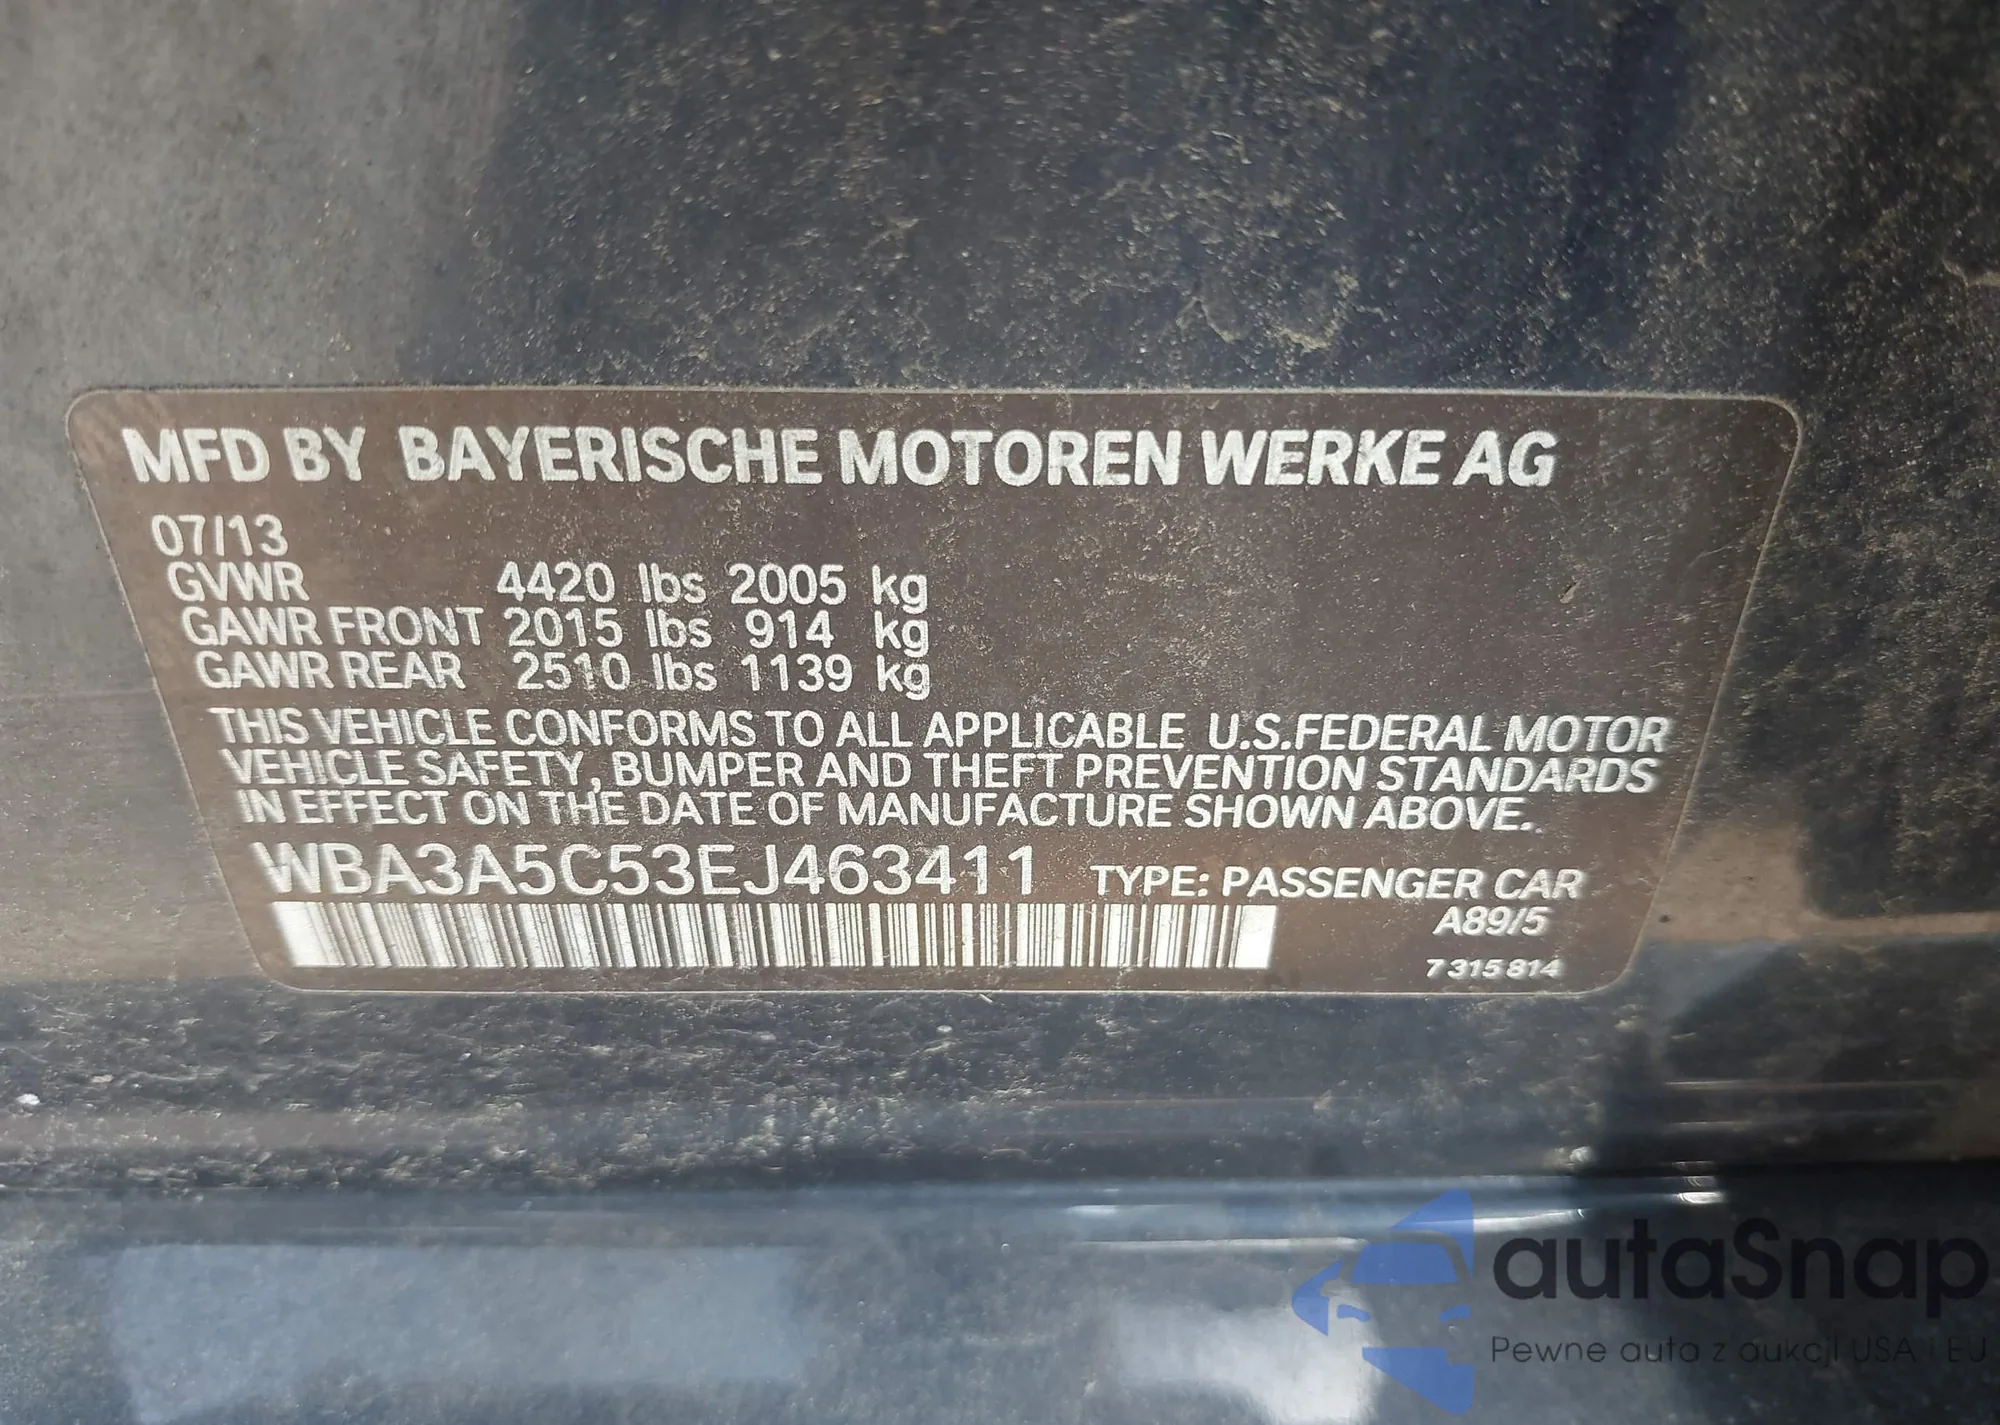 MFD BY BAYERISCHE MOTOREN WERKE AG
07/13
GVWR 4420 lbs 2005 kg
GAWR FRONT 2015 lbs 914 kg
GAWR REAR 2510 lbs 1139 kg
THIS VEHICLE CONFORMS TO ALL APPLICABLE U.S.FEDERAL MOTOR
VEHICLE SAFETY, BUMPER AND THEFT PREVENTION STANDARDS
IN EFFECT ON THE DATE OF MANUFACTURE SHOWN ABOVE.
WBA3A5C53EJ463411 TYPE: PASSENGER CAR
A89/5
7 315 814
autaSnap
Pewne auta z aukcji USA i EU